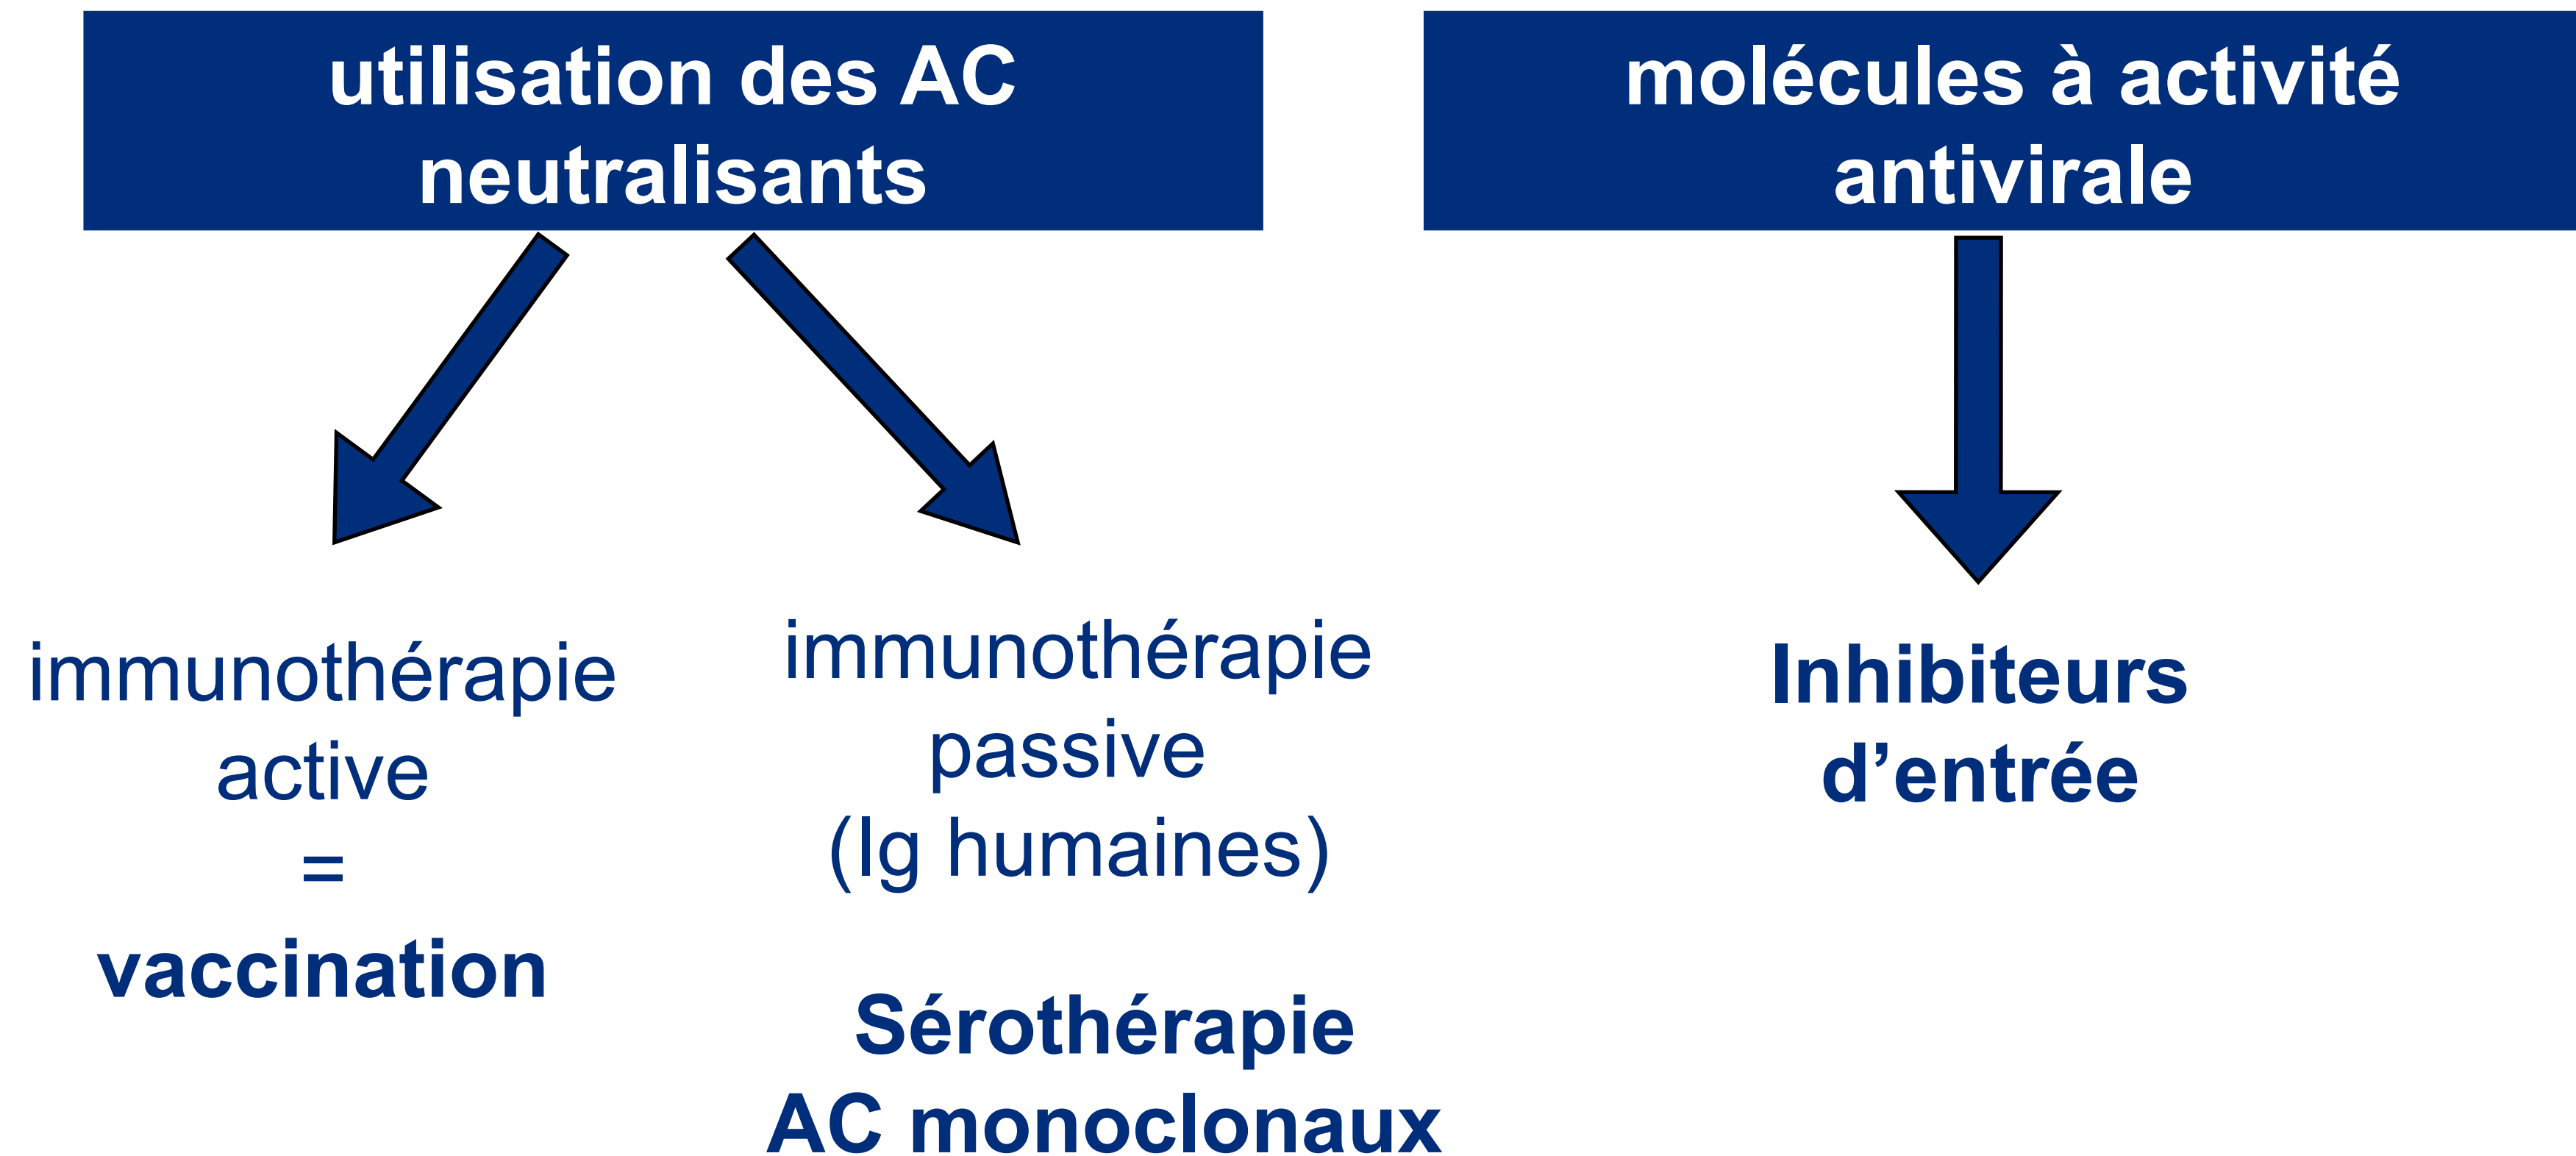 utilisation des AC
neutralisants
molécules à activité
antivirale
immunothérapie
active
=
vaccination
immunothérapie
passive
(Ig humaines)
Sérothérapie
AC monoclonaux
Inhibiteurs
d’entrée